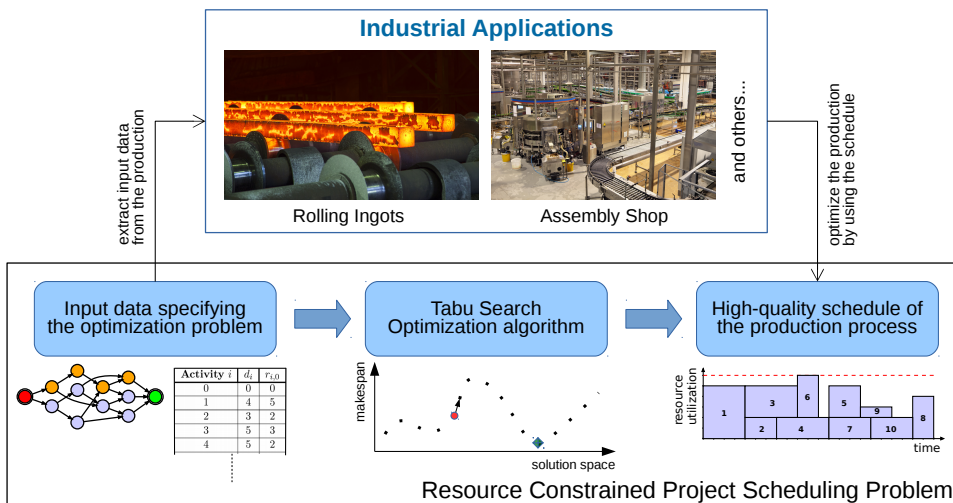 Industrial Applications
Rolling Ingots
Assembly Shop
and others...
extract input data
from the production
optimize the production
by using the schedule
Input data specifying
the optimization problem
Tabu Search
Optimization algorithm
High-quality schedule of
the production process
Activity i d_i r_{i,0}
0 0 0
1 4 5
2 3 2
3 5 3
4 5 2
makespan
solution space
resource
utilization
1
3
6
5
9
8
2
4
7
10
time
Resource Constrained Project Scheduling Problem